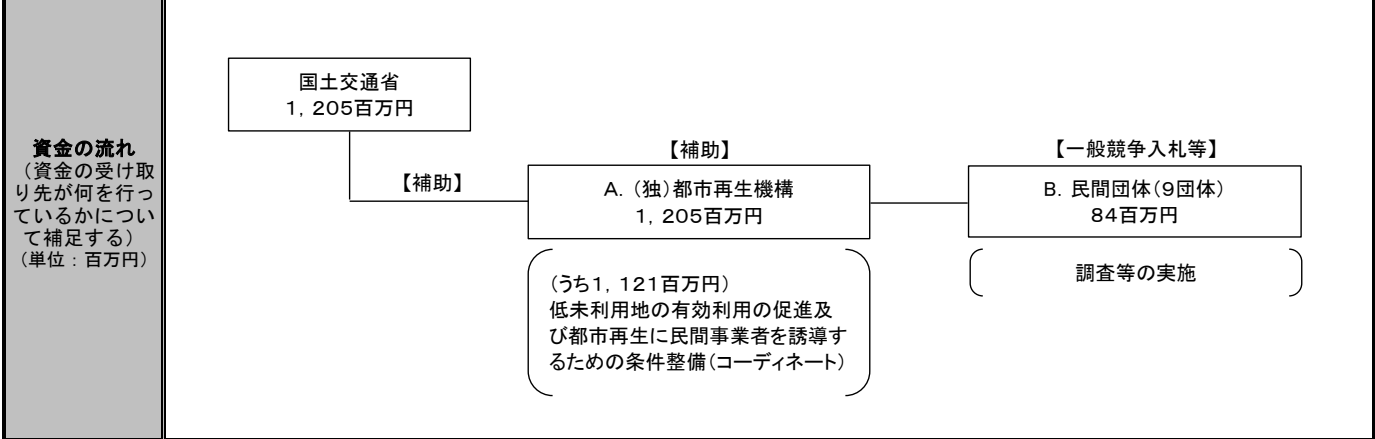 資金の流れ
（資金の受け取
り先が何を行っ
ているかについ
て補足する）
（単位：百万円）
国土交通省
１，２０５百万円
【補助】
【補助】
A．（独）都市再生機構
１，２０５百万円
（うち１，１２１百万円）
低未利用地の有効利用の促進及
び都市再生に民間事業者を誘導す
るための条件整備（コーディネート）
【一般競争入札等】
B．民間団体（９団体）
８４百万円
調査等の実施